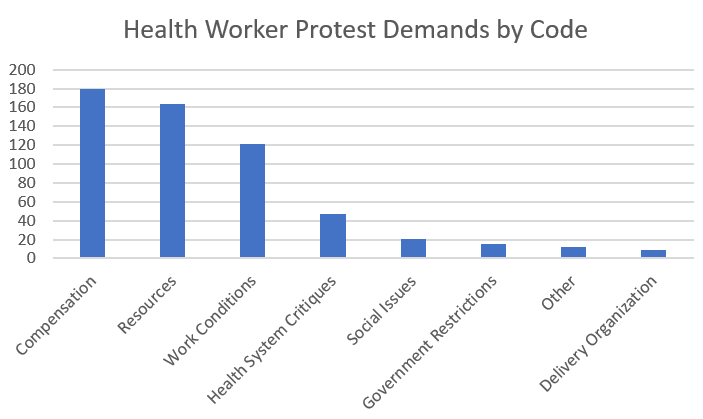 Health Worker Protest Demands by Code
200
180
160
140
120
100
80
60
40
20
0
Compensation
Resources
Work Conditions
Health System Critiques
Social Issues
Government Restrictions
Other
Delivery Organization